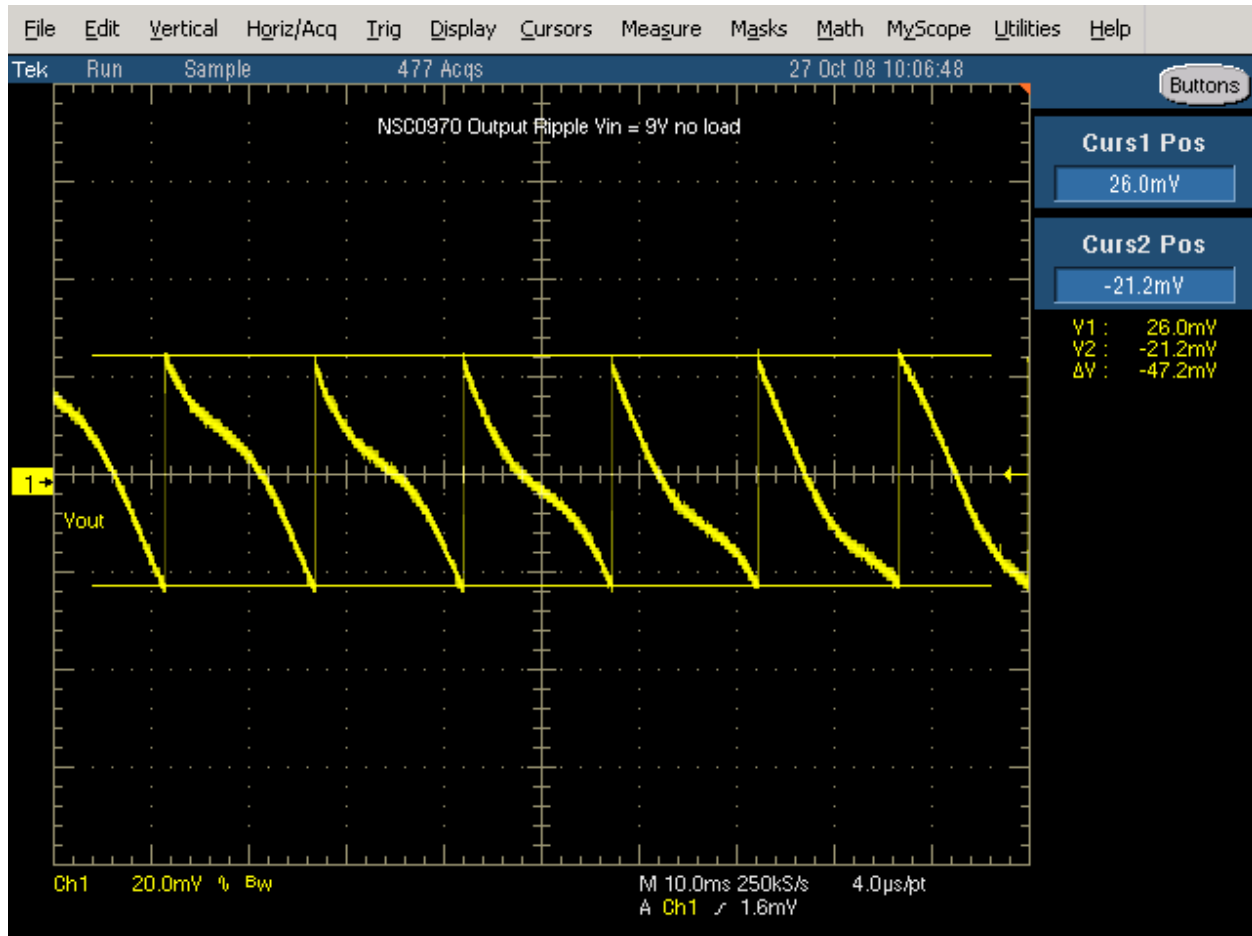 File Edit Vertical Horiz/Acq Trig Display Cursors Measure Masks Math MyScope Utilities Help
Tek Run Sample 477 Acqs 27 Oct 08 10:06:48
Buttons
NSC0970 Output Ripple Vin = 9V no load
Curs1 Pos
26.0mV
Curs2 Pos
-21.2mV
V1 : 26.0mV
V2 : -21.2mV
ΔV : -47.2mV
1
Vout
Ch1 20.0mV Bw M 10.0ms 250kS/s 4.0µs/pt
A Ch1 1.6mV